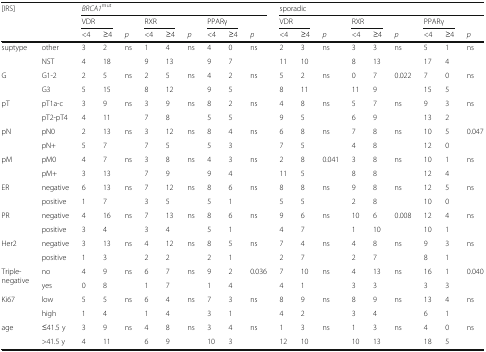 [IRS] BRCA1mut sporadic
VDR RXR PPARγ VDR RXR PPARγ
<4 ≥4 p <4 ≥4 p <4 ≥4 p <4 ≥4 p <4 ≥4 p <4 ≥4 p
suptype other 3 2 ns 1 4 ns 4 0 ns 2 3 ns 3 3 ns 5 1 ns
NST 4 18 9 13 9 7 11 10 8 13 17 4
G G1-2 2 5 ns 2 5 ns 4 2 ns 5 2 ns 0 7 0.022 7 0 ns
G3 5 15 8 12 9 5 8 11 11 9 15 5
pT pT1a-c 3 9 ns 3 9 ns 8 2 ns 4 8 ns 5 7 ns 9 3 ns
pT2-pT4 4 11 7 8 5 5 9 5 6 9 13 2
pN pN0 2 13 ns 3 12 ns 8 4 ns 6 8 ns 7 8 ns 10 5 0.047
pN+ 5 7 7 5 5 3 7 5 4 8 12 0
pM pM0 4 7 ns 3 8 ns 4 3 ns 2 8 0.041 3 8 ns 10 1 ns
pM+ 3 13 7 9 9 4 11 5 8 8 12 4
ER negative 6 13 ns 7 12 ns 8 6 ns 8 8 ns 9 8 ns 12 5 ns
positive 1 7 3 5 5 1 5 5 2 8 10 0
PR negative 4 16 ns 7 13 ns 8 6 ns 9 6 ns 10 6 0.008 12 4 ns
positive 3 4 3 4 5 1 4 7 1 10 10 1
Her2 negative 3 13 ns 4 12 ns 8 5 ns 7 4 ns 4 8 ns 9 3 ns
positive 1 3 2 2 2 1 2 7 2 7 8 1
Triple-negative no 4 9 ns 6 7 ns 9 2 0.036 7 10 ns 4 13 ns 16 1 0.040
yes 0 8 1 7 1 4 4 1 3 3 3 3
Ki67 low 5 5 ns 6 4 ns 7 3 ns 8 9 ns 8 9 ns 13 4 ns
high 1 4 1 4 3 1 4 2 3 4 6 1
age ≤41.5 y 3 9 ns 4 8 ns 3 4 ns 1 3 ns 1 3 ns 4 0 ns
>41.5 y 4 11 6 9 10 3 12 10 10 13 18 5